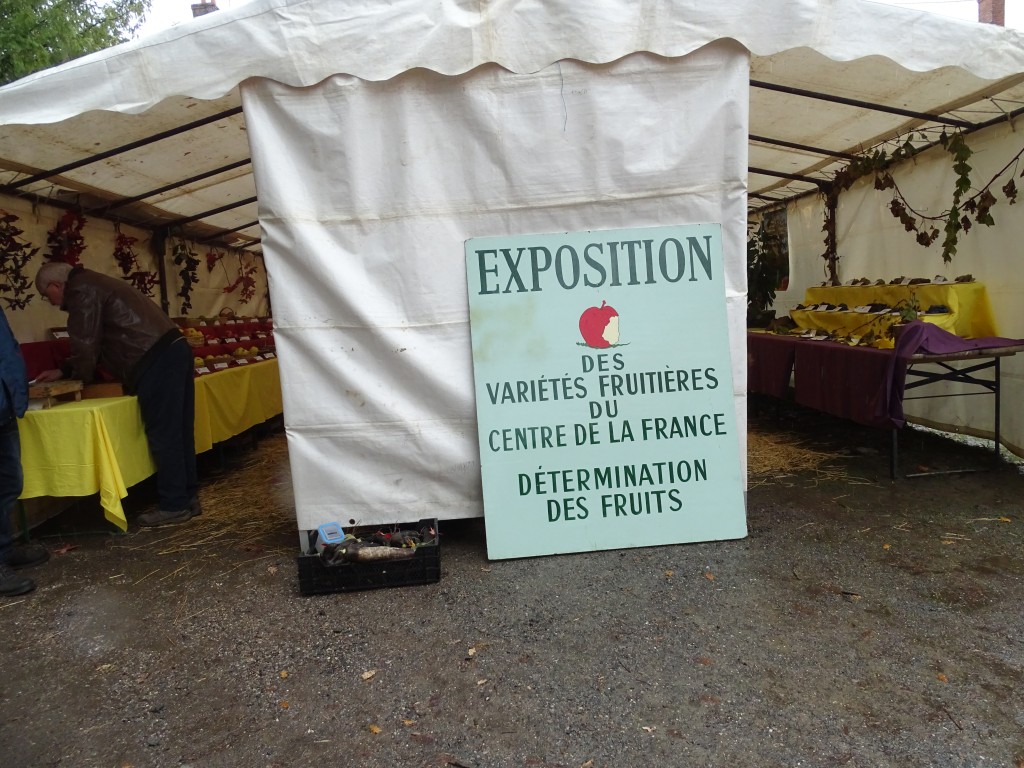 EXPOSITION
DES
VARIÉTÉS FRUITIÈRES
DU
CENTRE DE LA FRANCE
DÉTERMINATION
DES FRUITS